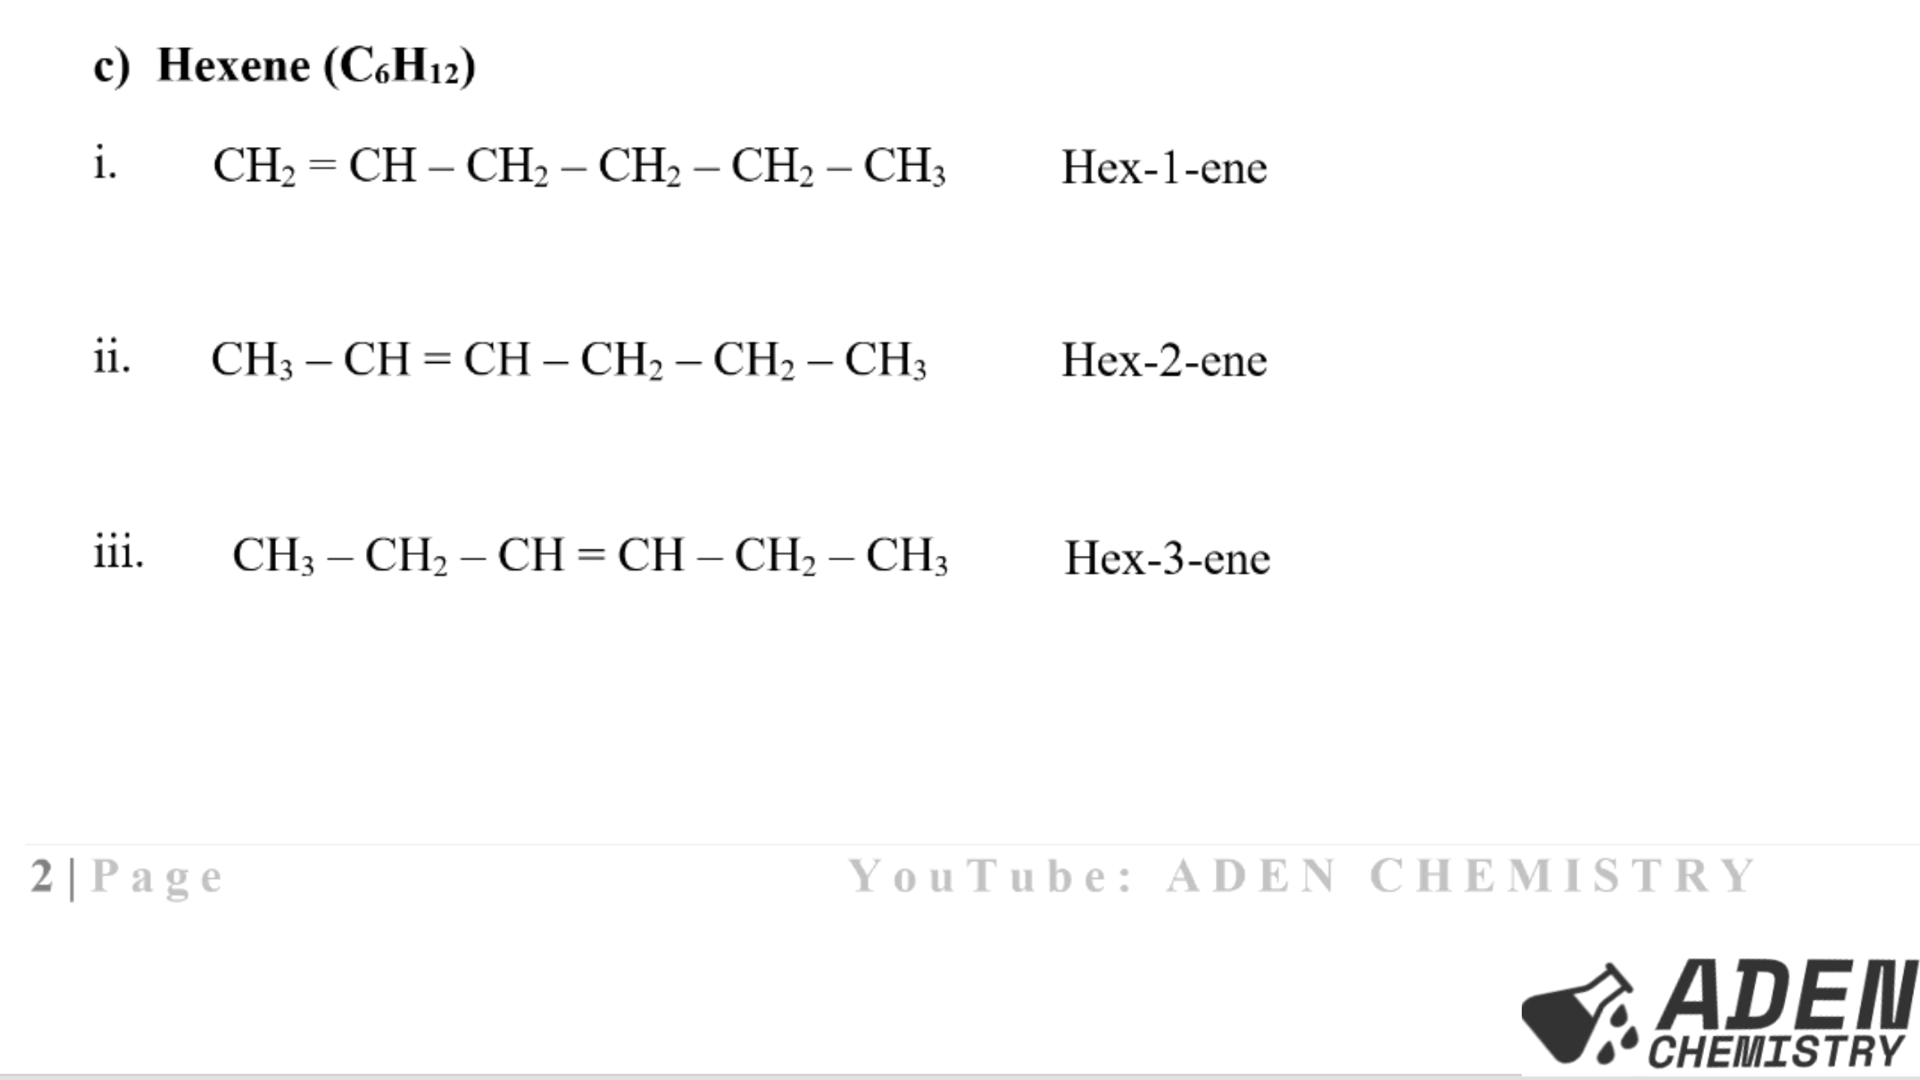 c) Hexene (C₆H₁₂)
i. CH₂ = CH – CH₂ – CH₂ – CH₂ – CH₃ Hex-1-ene
ii. CH₃ – CH = CH – CH₂ – CH₂ – CH₃ Hex-2-ene
iii. CH₃ – CH₂ – CH = CH – CH₂ – CH₃ Hex-3-ene
2 | Page YouTube: ADEN CHEMISTRY
ADEN
CHEMISTRY